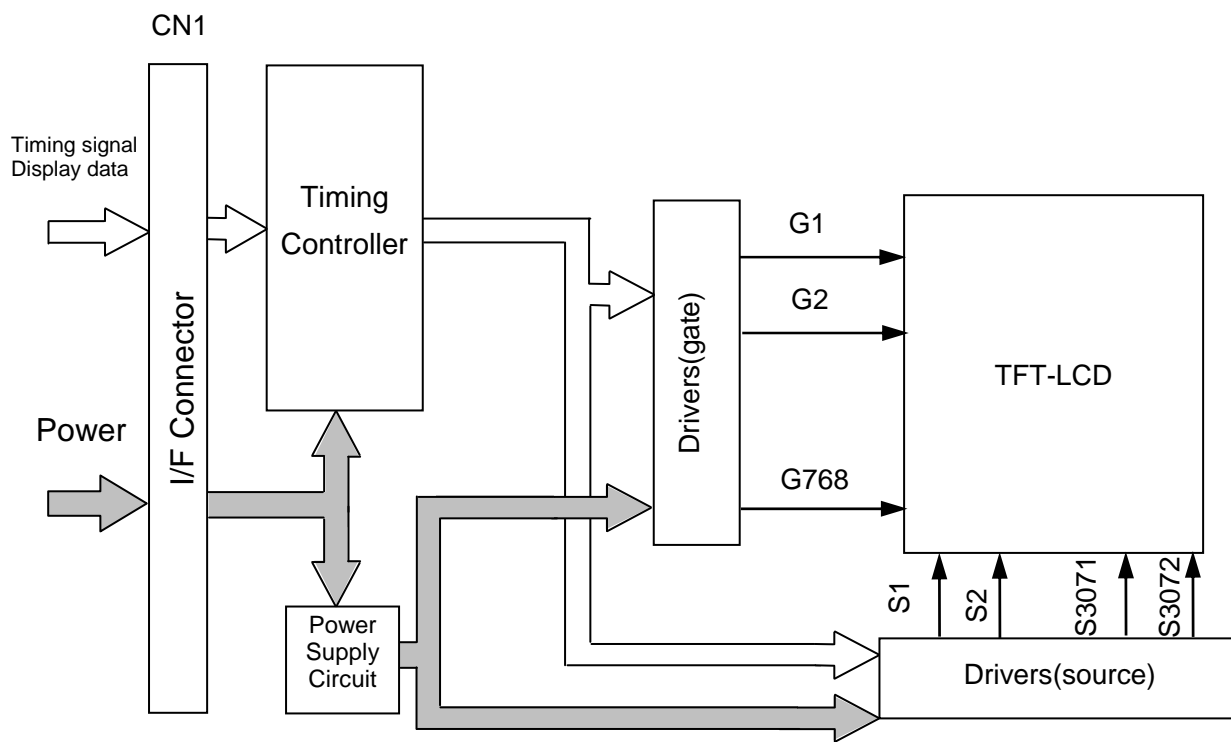 CN1
Timing signal
Display data
Power
I/F Connector
Timing
Controller
Power
Supply
Circuit
Drivers(gate)
G1
G2
G768
TFT-LCD
S1
S2
S3071
S3072
Drivers(source)